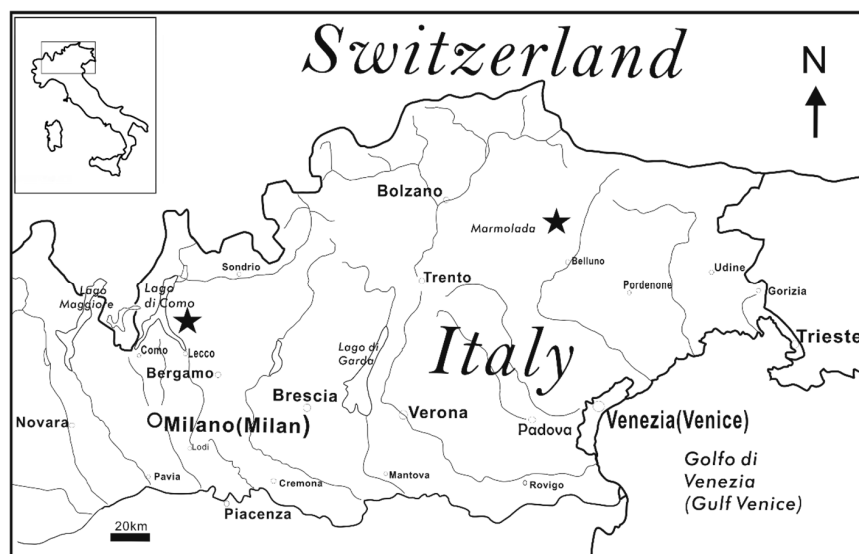 Switzerland
N
Bolzano
Marmolada
Sondrio
Belluno
Udine
Lago
Maggiore
Lago
di Como
Trento
Pordenone
Gorizia
Trieste
Italy
Como
Lecco
Lago di
Garda
Bergamo
Brescia
Novara
Milano(Milan)
Verona
Padova
Venezia(Venice)
Lodi
Golfo di
Venezia
(Gulf Venice)
Pavia
Cremona
Mantova
Rovigo
Piacenza
20km